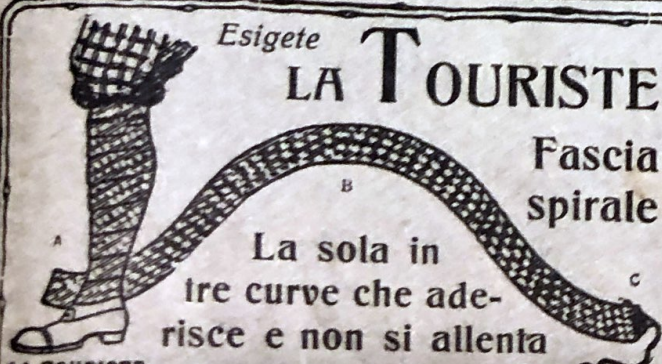 Esigete
LA TOURISTE
Fascia
spirale
B
A
C
La sola in
tre curve che ade-
risce e non si allenta